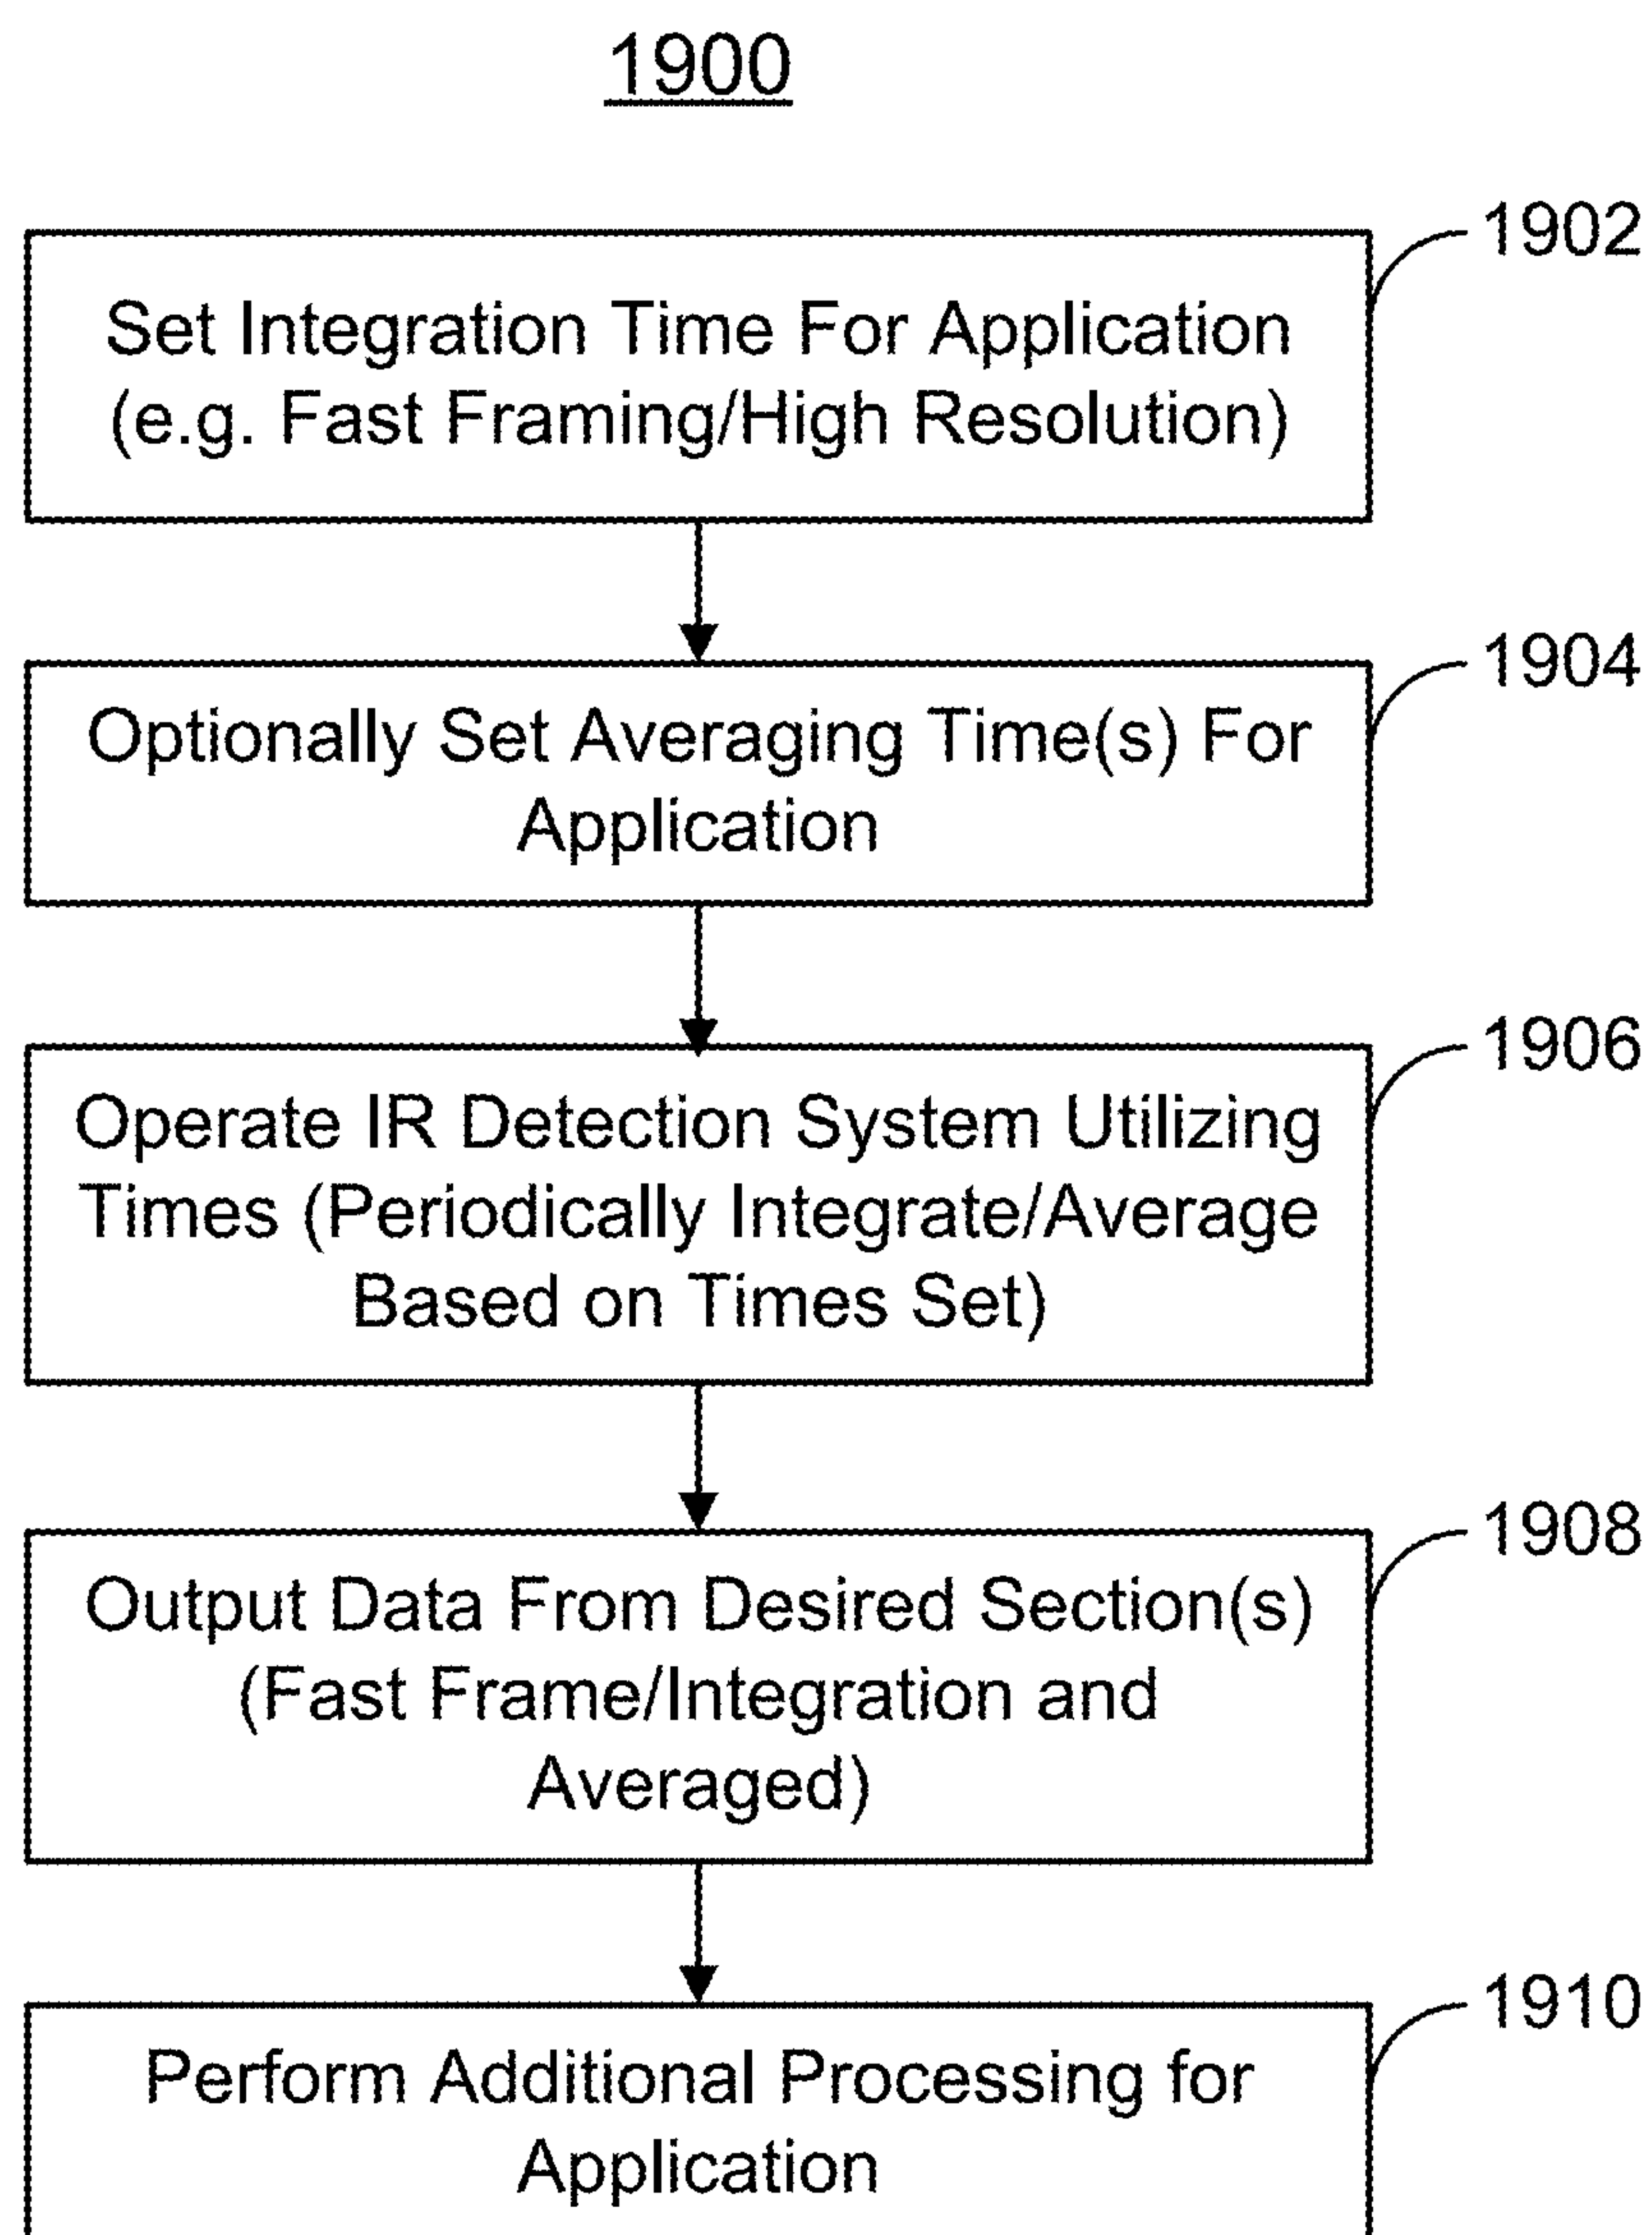 1900
1902
Set Integration Time For Application
(e.g. Fast Framing/High Resolution)
1904
Optionally Set Averaging Time(s) For
Application
1906
Operate IR Detection System Utilizing
Times (Periodically Integrate/Average
Based on Times Set)
1908
Output Data From Desired Section(s)
(Fast Frame/Integration and
Averaged)
1910
Perform Additional Processing for
Application